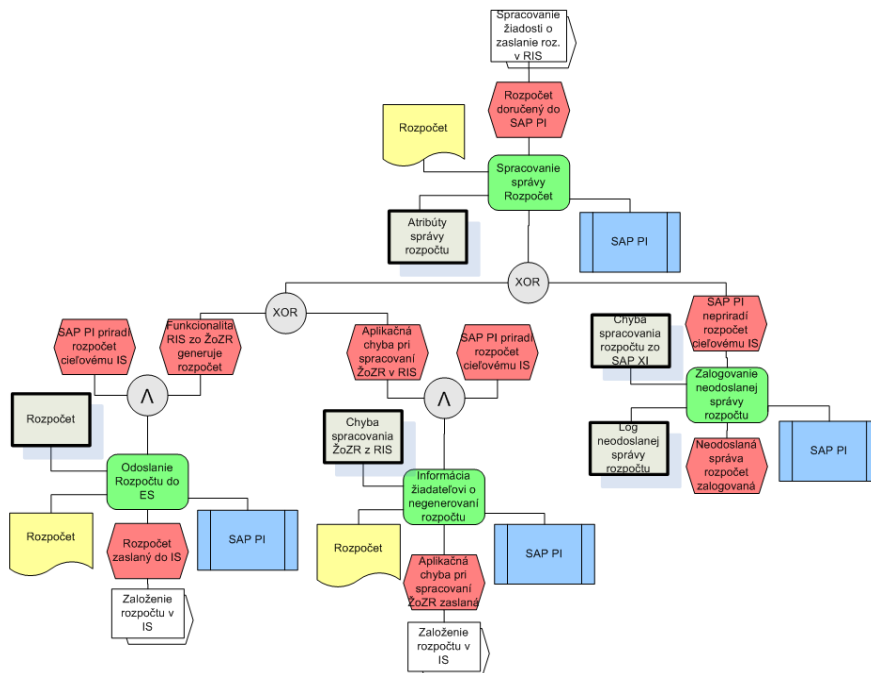 Spracovanie
žiadosti o
zaslanie roz.
v RIS
Rozpočet
doručený do
SAP PI
Rozpočet
Spracovanie
správy
Rozpočet
Atribúty
správy
rozpočtu
SAP PI
XOR
XOR
SAP PI priradí
rozpočet
cieľovému IS
Funkcionalita
RIS zo ŽoZR
generuje
rozpočet
Aplikačná
chyba pri
spracovaní
ŽoZR v RIS
SAP PI priradí
rozpočet
cieľovému IS
Chyba
spracovania
rozpočtu zo
SAP XI
SAP PI
nepriradí
rozpočet
cieľovému IS
Λ
Λ
Zalogovanie
neodoslanej
správy
rozpočtu
Rozpočet
Chyba
spracovania
ŽoZR z RIS
Log
neodoslanej
správy
rozpočtu
Neodoslaná
správa
rozpočet
zalogovaná
SAP PI
Odoslanie
Rozpočtu do
ES
Informácia
žiadateľovi o
negenerovaní
rozpočtu
Rozpočet
Rozpočet
zaslaný do IS
SAP PI
Rozpočet
Aplikačná
chyba pri
spracovaní
ŽoZR zaslaná
SAP PI
Založenie
rozpočtu v
IS
Založenie
rozpočtu v
IS